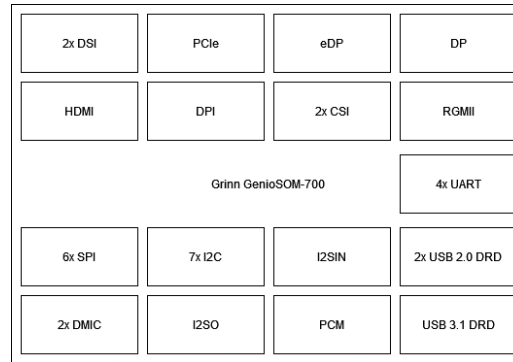 2x DSI
PCIe
eDP
DP
HDMI
DPI
2x CSI
RGMII
Grinn GenioSOM-700
4x UART
6x SPI
7x I2C
I2SIN
2x USB 2.0 DRD
2x DMIC
I2SO
PCM
USB 3.1 DRD